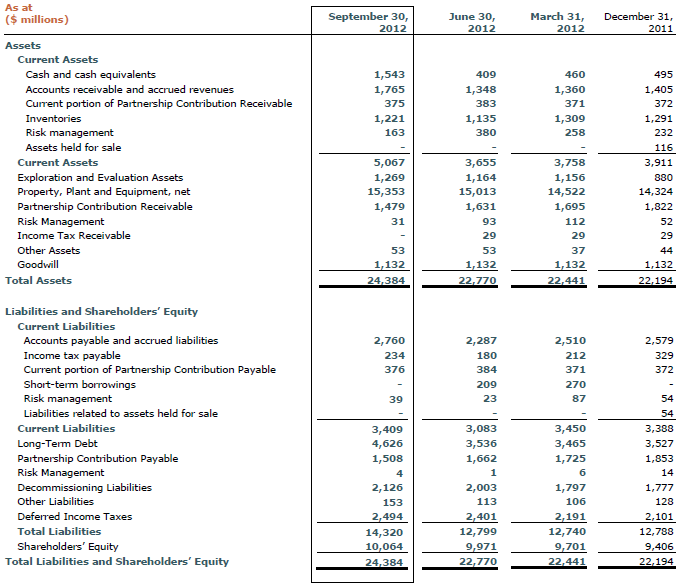 As at
($ millions)
September 30, 2012 June 30, 2012 March 31, 2012 December 31, 2011
Assets
Current Assets
Cash and cash equivalents 1,543 409 460 495
Accounts receivable and accrued revenues 1,765 1,348 1,360 1,405
Current portion of Partnership Contribution Receivable 375 383 371 372
Inventories 1,221 1,135 1,309 1,291
Risk management 163 380 258 232
Assets held for sale - - - 116
Current Assets 5,067 3,655 3,758 3,911
Exploration and Evaluation Assets 1,269 1,164 1,156 880
Property, Plant and Equipment, net 15,353 15,013 14,522 14,324
Partnership Contribution Receivable 1,479 1,631 1,695 1,822
Risk Management 31 93 112 52
Income Tax Receivable - 29 29 29
Other Assets 53 53 37 44
Goodwill 1,132 1,132 1,132 1,132
Total Assets 24,384 22,770 22,441 22,194
Liabilities and Shareholders' Equity
Current Liabilities
Accounts payable and accrued liabilities 2,760 2,287 2,510 2,579
Income tax payable 234 180 212 329
Current portion of Partnership Contribution Payable 376 384 371 372
Short-term borrowings - 209 270 -
Risk management 39 23 87 54
Liabilities related to assets held for sale - - - 54
Current Liabilities 3,409 3,083 3,450 3,388
Long-Term Debt 4,626 3,536 3,465 3,527
Partnership Contribution Payable 1,508 1,662 1,725 1,853
Risk Management 4 1 6 14
Decommissioning Liabilities 2,126 2,003 1,797 1,777
Other Liabilities 153 113 106 128
Deferred Income Taxes 2,494 2,401 2,191 2,101
Total Liabilities 14,320 12,799 12,740 12,788
Shareholders' Equity 10,064 9,971 9,701 9,406
Total Liabilities and Shareholders' Equity 24,384 22,770 22,441 22,194